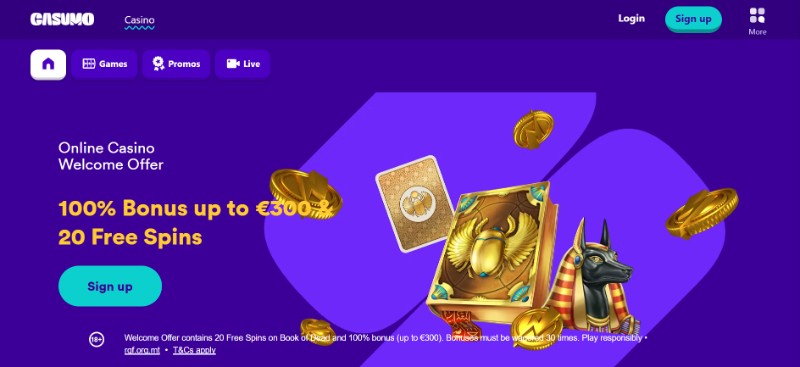 CASUMO
Casino
Login
Sign up
More
Games
Promos
Live
Online Casino
Welcome Offer
100% Bonus up to €300 &
20 Free Spins
Sign up
18+
Welcome Offer contains 20 Free Spins on Book of Dead and 100% bonus (up to €300). Bonuses must be wagered 30 times. Play responsibly •
rgf.org.mt • T&Cs apply